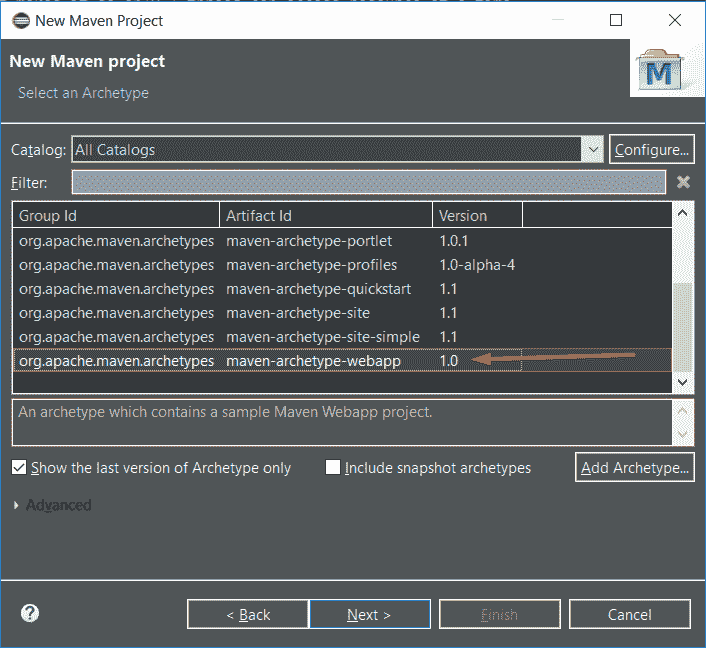 New Maven Project
New Maven project
Select an Archetype
M
Catalog: All Catalogs Configure...
Filter:
Group Id Artifact Id Version
org.apache.maven.archetypes maven-archetype-portlet 1.0.1
org.apache.maven.archetypes maven-archetype-profiles 1.0-alpha-4
org.apache.maven.archetypes maven-archetype-quickstart 1.1
org.apache.maven.archetypes maven-archetype-site 1.1
org.apache.maven.archetypes maven-archetype-site-simple 1.1
org.apache.maven.archetypes maven-archetype-webapp 1.0
An archetype which contains a sample Maven Webapp project.
Show the last version of Archetype only Include snapshot archetypes Add Archetype...
Advanced
? < Back Next > Finish Cancel